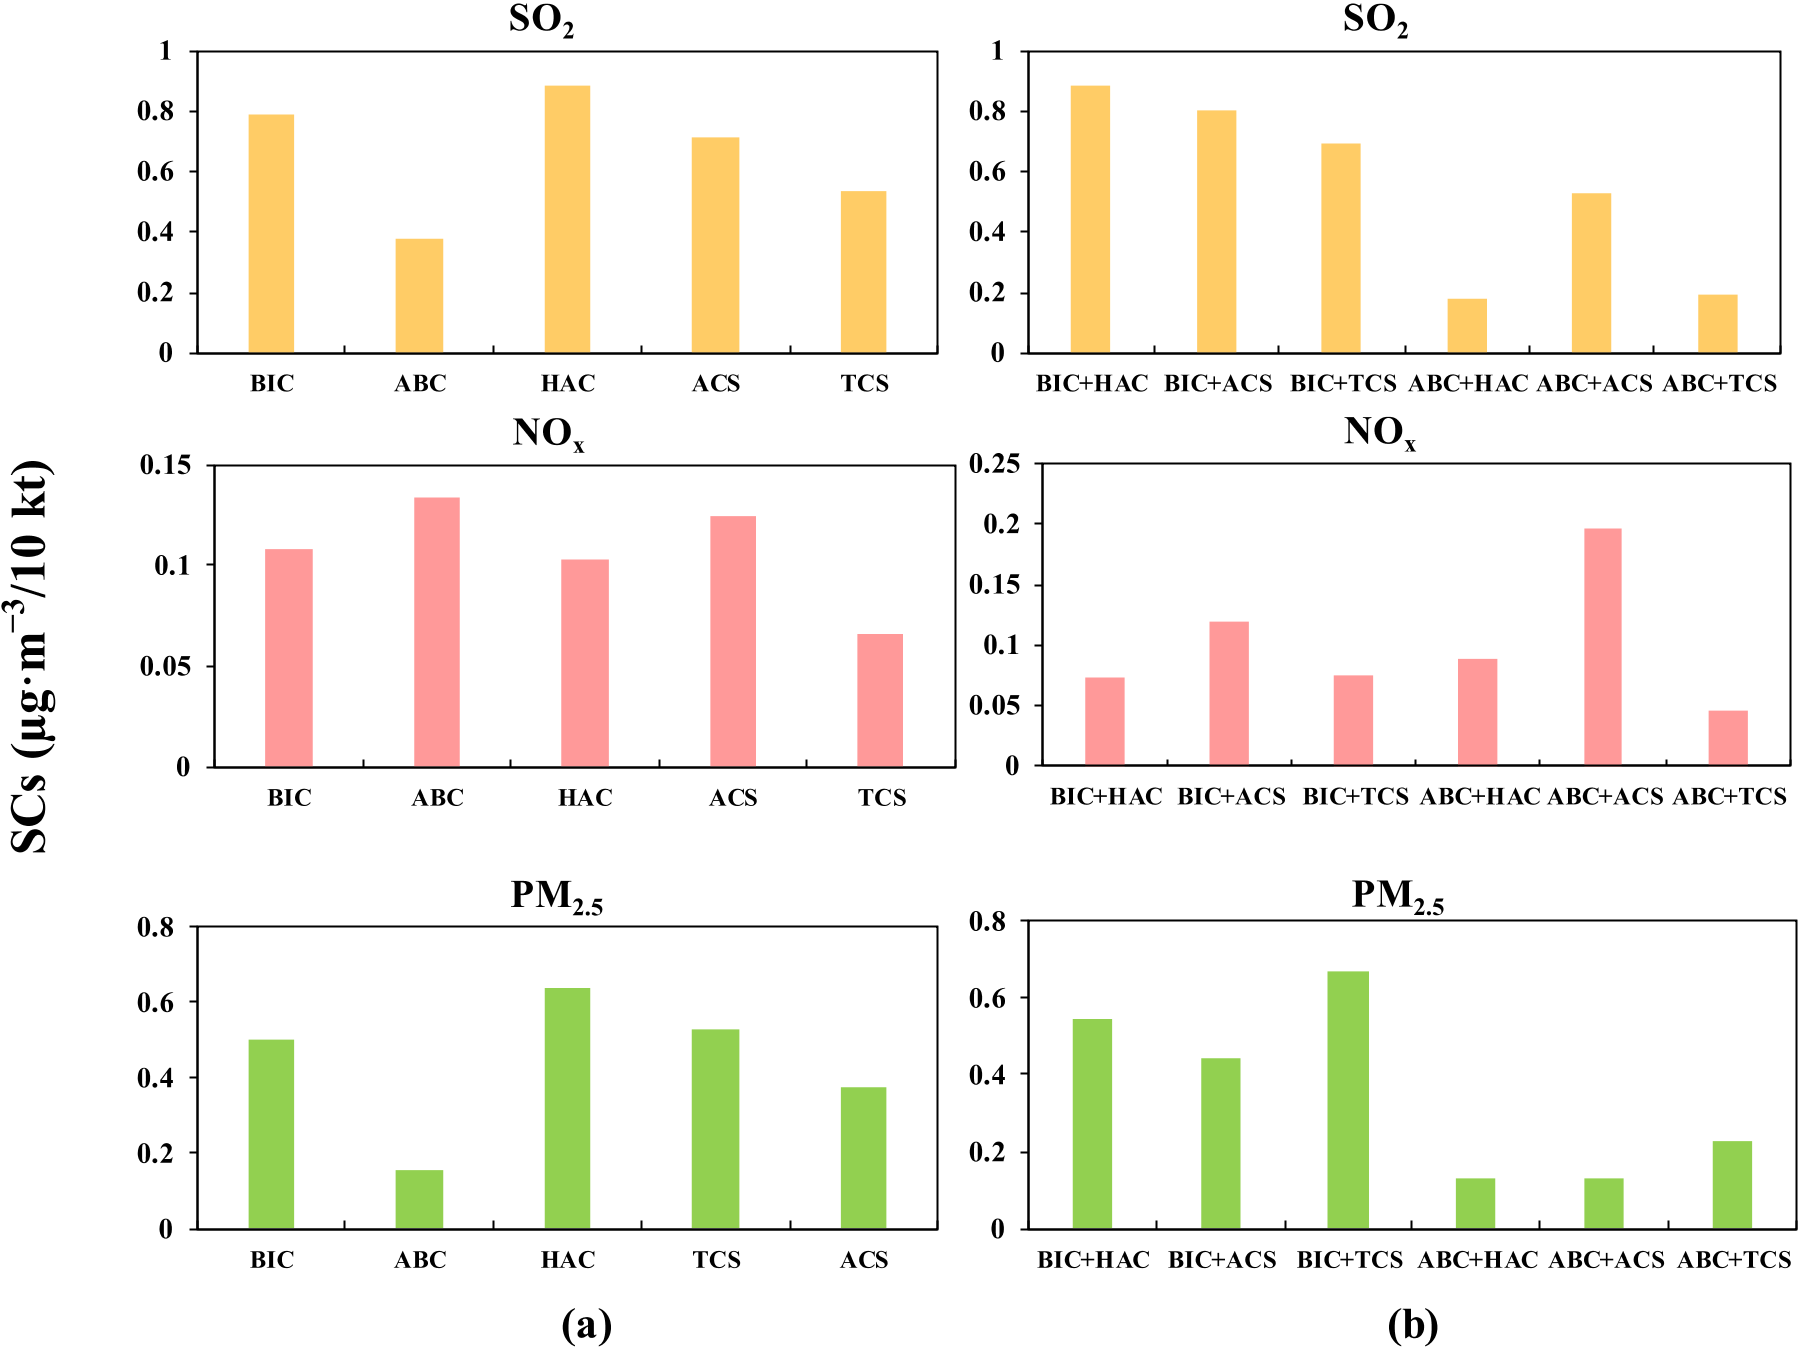 SO2
1
0.8
0.6
0.4
0.2
0
BIC ABC HAC ACS TCS
SO2
1
0.8
0.6
0.4
0.2
0
BIC+HAC BIC+ACS BIC+TCS ABC+HAC ABC+ACS ABC+TCS
SCs (μg·m−3/10 kt)
NOx
0.15
0.1
0.05
0
BIC ABC HAC ACS TCS
NOx
0.25
0.2
0.15
0.1
0.05
0
BIC+HAC BIC+ACS BIC+TCS ABC+HAC ABC+ACS ABC+TCS
PM2.5
0.8
0.6
0.4
0.2
0
BIC ABC HAC TCS ACS
PM2.5
0.8
0.6
0.4
0.2
0
BIC+HAC BIC+ACS BIC+TCS ABC+HAC ABC+ACS ABC+TCS
(a)
(b)